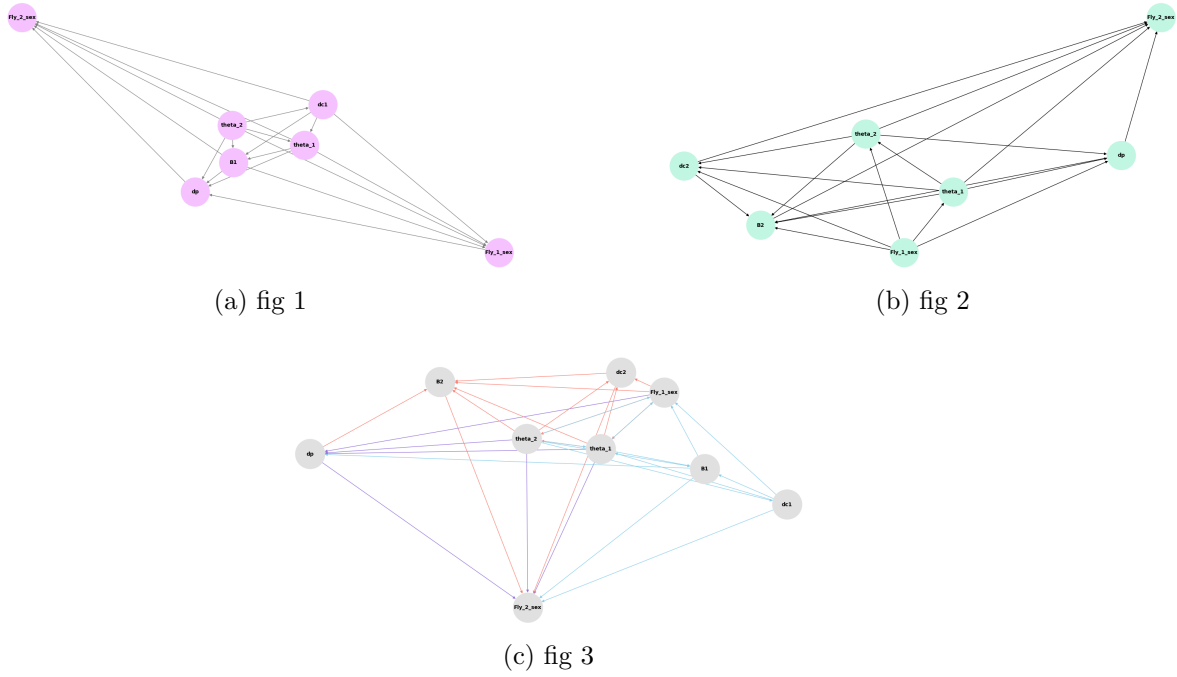 Fly_2_sex
dc1
theta_2
theta_1
B1
dp
Fly_1_sex
(a) fig 1
Fly_2_sex
theta_2
dp
dc2
theta_1
B2
Fly_1_sex
(b) fig 2
dc2
B2
Fly_1_sex
theta_2
theta_1
dp
B1
dc1
Fly_2_sex
(c) fig 3